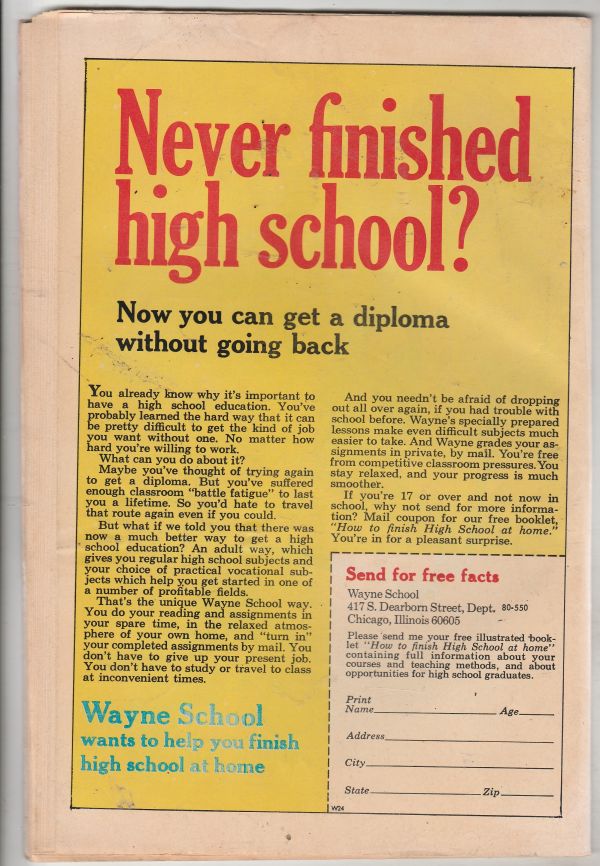 Never finished
high school?
Now you can get a diploma
without going back
You already know why it's important to
have a high school education. You've
probably learned the hard way that it can
be pretty difficult to get the kind of job
you want without one. No matter how
hard you're willing to work.
What can you do about it?
Maybe you've thought of trying again
to get a diploma. But you've suffered
enough classroom "battle fatigue" to last
you a lifetime. So you'd hate to travel
that route again even if you could.
But what if we told you that there was
now a much better way to get a high
school education? An adult way, which
gives you regular high school subjects and
your choice of practical vocational sub-
jects which help you get started in one of
a number of profitable fields.
That's the unique Wayne School way.
You do your reading and assignments in
your spare time, in the relaxed atmos-
phere of your own home, and "turn in"
your completed assignments by mail. You
don't have to give up your present job.
You don't have to study or travel to class
at inconvenient times.
Wayne School
wants to help you finish
high school at home
And you needn't be afraid of dropping
out all over again, if you had trouble with
school before. Wayne's specially prepared
lessons make even difficult subjects much
easier to take. And Wayne grades your as-
signments in private, by mail. You're free
from competitive classroom pressures. You
stay relaxed, and your progress is much
smoother.
If you're 17 or over and not now in
school, why not send for more informa-
tion? Mail coupon for our free booklet,
"How to finish High School at home."
You're in for a pleasant surprise.
Send for free facts
Wayne School
417 S. Dearborn Street, Dept. 80-550
Chicago, Illinois 60605
Please send me your free illustrated book-
let "How to finish High School at home"
containing full information about your
courses and teaching methods, and about
opportunities for high school graduates.
Print
Name Age
Address
City
State Zip
W24